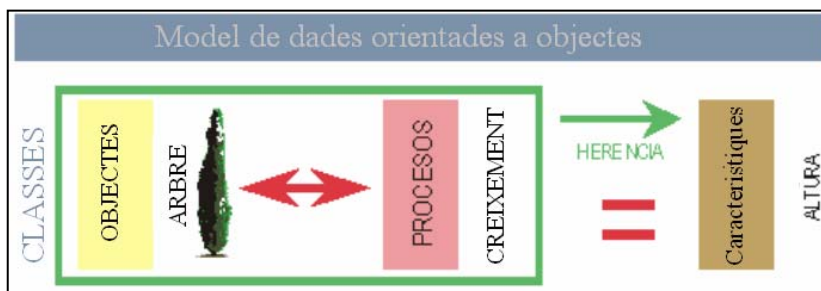 Model de dades orientades a objectes
CLASSES
OBJECTES
ARBRE
PROCESOS
CREIXEMENT
HERENCIA
Caracteristiques
ALTURA